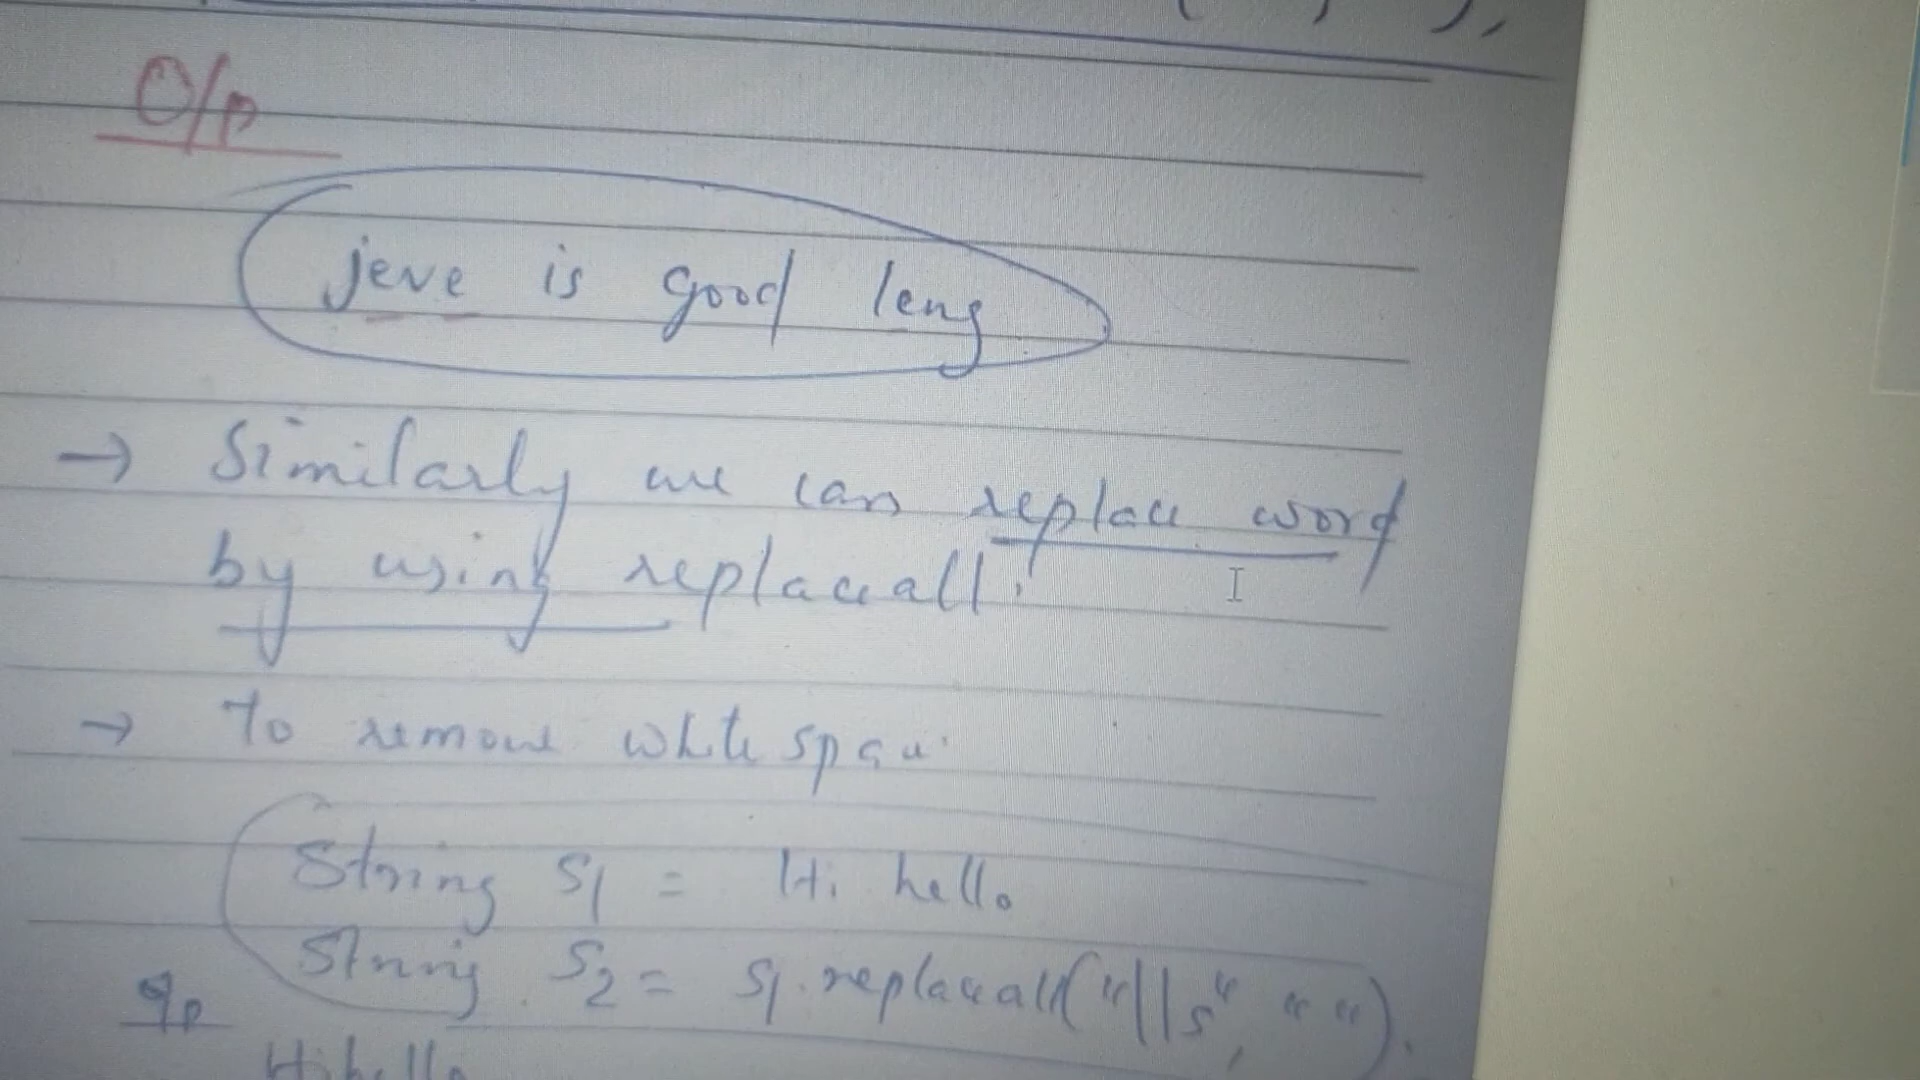 O/p
jeve is good leng
→ Similarly we can replace word
by using replaceall.
→ To remove white space
String S1 = Hi hello
String S2 = S1.replaceall("\\s", " ").
O/p
Hihello